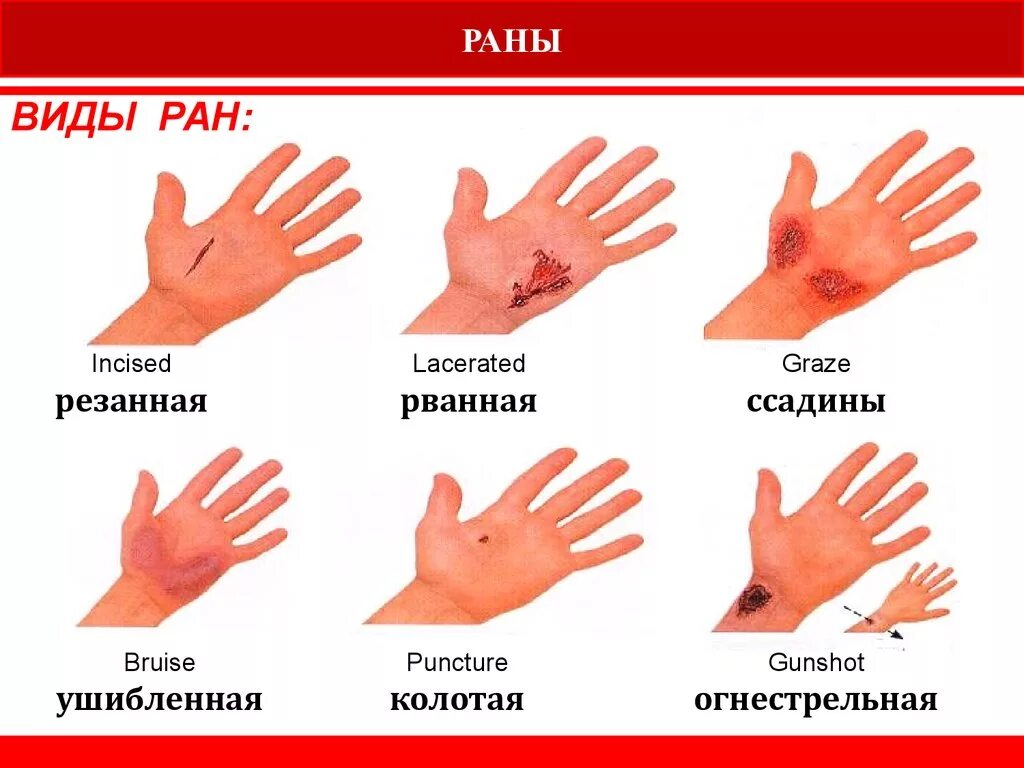 РАНЫ
ВИДЫ РАН:
Incised
резанная
Lacerated
рванная
Graze
ссадины
Bruise
ушибленная
Puncture
колотая
Gunshot
огнестрельная